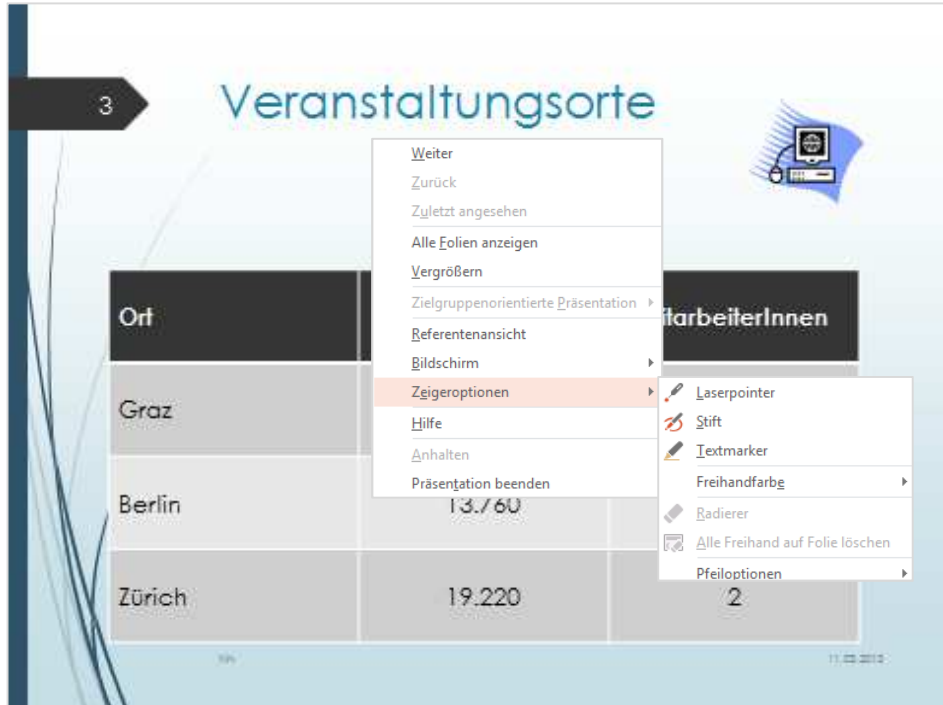 3
Veranstaltungsorte
Weiter
Zurück
Zuletzt angesehen
Alle Folien anzeigen
Vergrößern
Zielgruppenorientierte Präsentation
Referentenansicht
Bildschirm
Zeigeroptionen
Hilfe
Anhalten
Präsentation beenden
Laserpointer
Stift
Textmarker
Freihandfarbe
Radierer
Alle Freihand auf Folie löschen
Pfeiloptionen
Ort
Graz
Berlin 13.760
Zürich 19.220 2